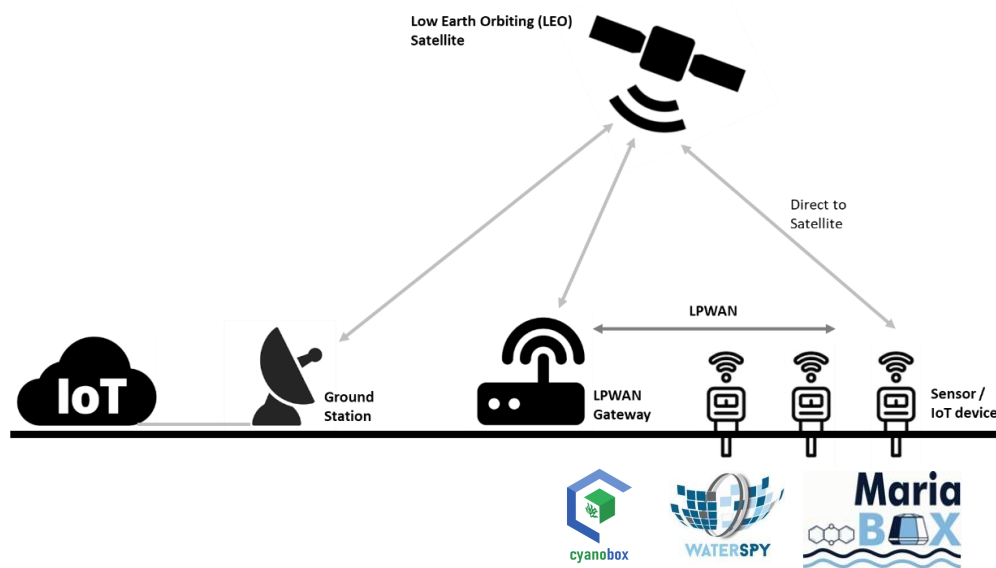 Low Earth Orbiting (LEO)
Satellite
Direct to
Satellite
LPWAN
IoT
Ground
Station
LPWAN
Gateway
Sensor /
IoT device
cyanobox
WATERSPY
Maria
BOX